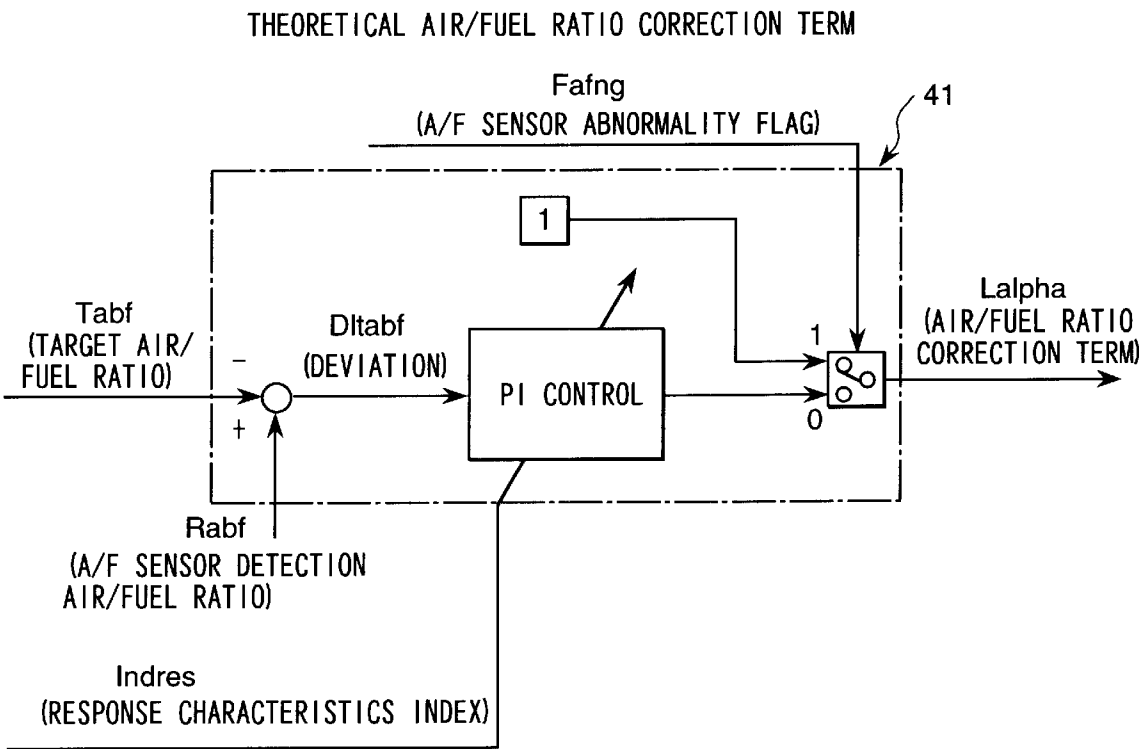 THEORETICAL AIR/FUEL RATIO CORRECTION TERM
Fafng
(A/F SENSOR ABNORMALITY FLAG)
41
1
Tabf
(TARGET AIR/
FUEL RATIO)
Dltabf
(DEVIATION)
PI CONTROL
1
0
Lalpha
(AIR/FUEL RATIO
CORRECTION TERM)
−
+
Rabf
(A/F SENSOR DETECTION
AIR/FUEL RATIO)
Indres
(RESPONSE CHARACTERISTICS INDEX)